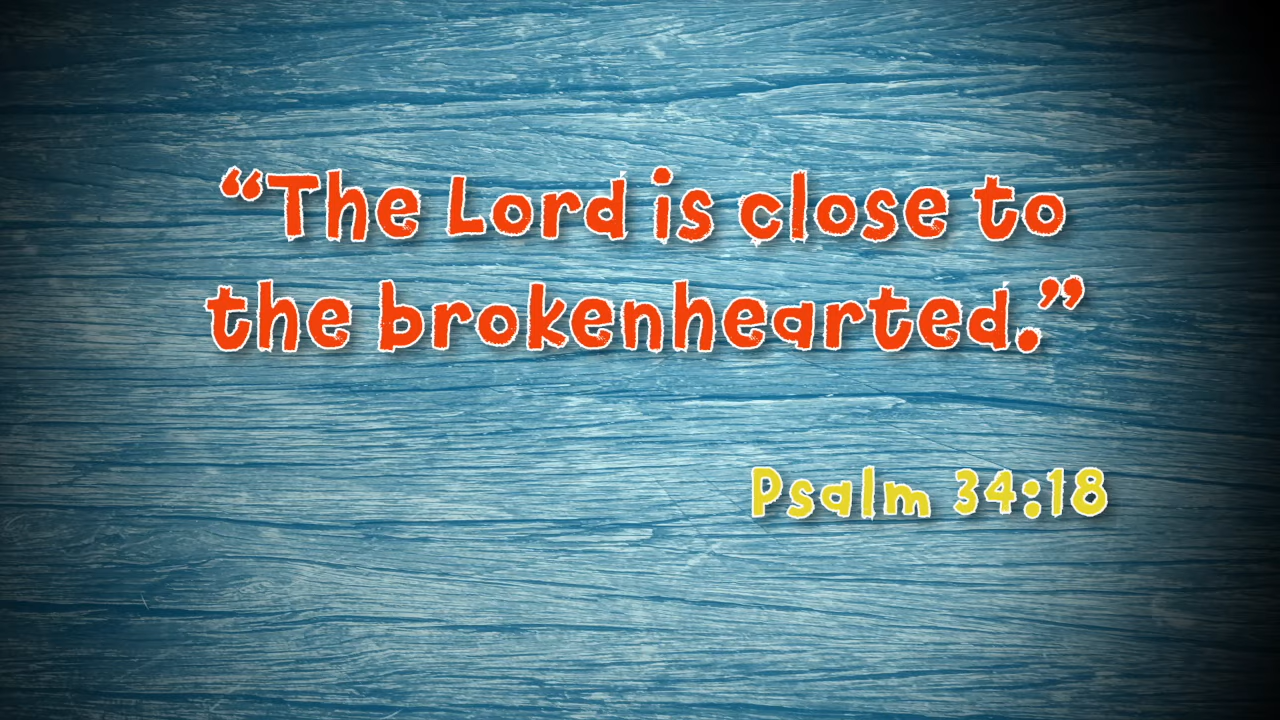 “The Lord is close to
the brokenhearted.”
Psalm 34:18